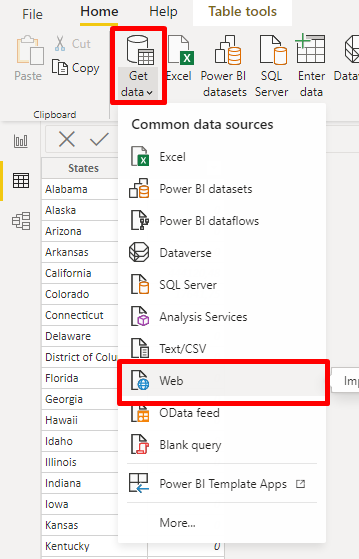 File Home Insert Table tools
Cut
Copy
Paste
Clipboard
Get data
Excel
Power BI datasets
SQL Server
Enter data
Common data sources
Excel
Power BI datasets
Power BI dataflows
Dataverse
SQL Server
Analysis Services
Text/CSV
Web
OData feed
Blank query
Power BI Template Apps
More...
States
Alabama
Alaska
Arizona
Arkansas
California
Colorado
Connecticut
Delaware
District of Colu
Florida
Georgia
Hawaii
Idaho
Illinois
Indiana
Iowa
Kansas
Kentucky 0